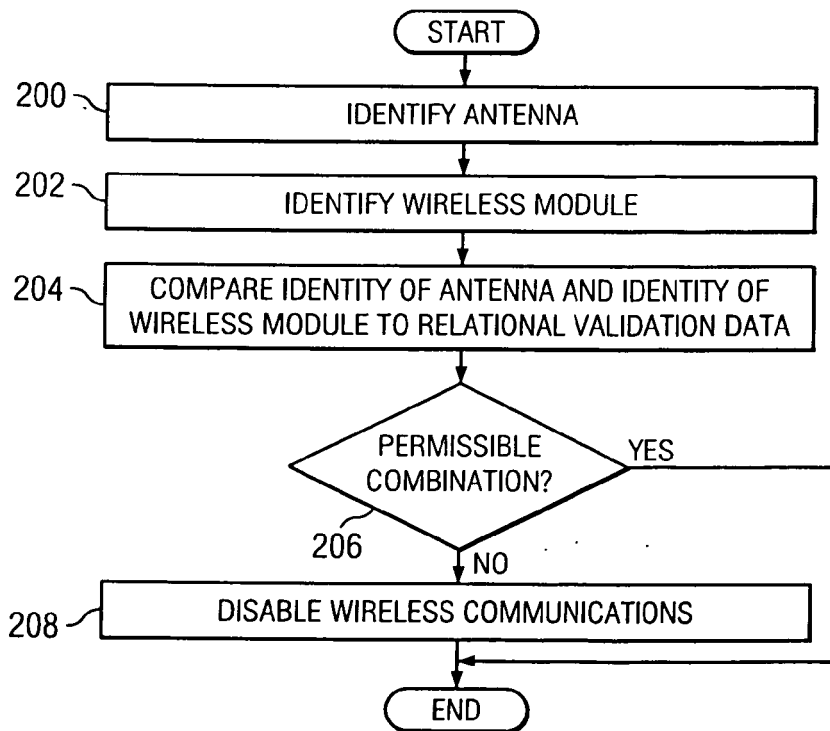 START
200
IDENTIFY ANTENNA
202
IDENTIFY WIRELESS MODULE
204
COMPARE IDENTITY OF ANTENNA AND IDENTITY OF
WIRELESS MODULE TO RELATIONAL VALIDATION DATA
PERMISSIBLE
COMBINATION?
YES
206
NO
208
DISABLE WIRELESS COMMUNICATIONS
END